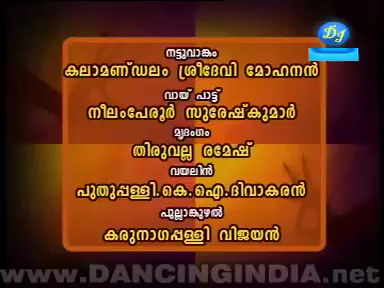 DJ
നട്ടുവാങ്കം
കലാമണ്ഡലം ശ്രീദേവി മോഹനൻ
വായ് പാട്ട്
നീലംപേരൂർ സുരേഷ്കുമാർ
മൃദംഗം
തിരുവല്ല രമേഷ്
വയലിൻ
പുതുപ്പള്ളി.കെ.ഐ.ദിവാകരൻ
പുല്ലാങ്കുഴൽ
കരുനാഗപ്പള്ളി വിജയൻ
www.DANCINGINDIA.net